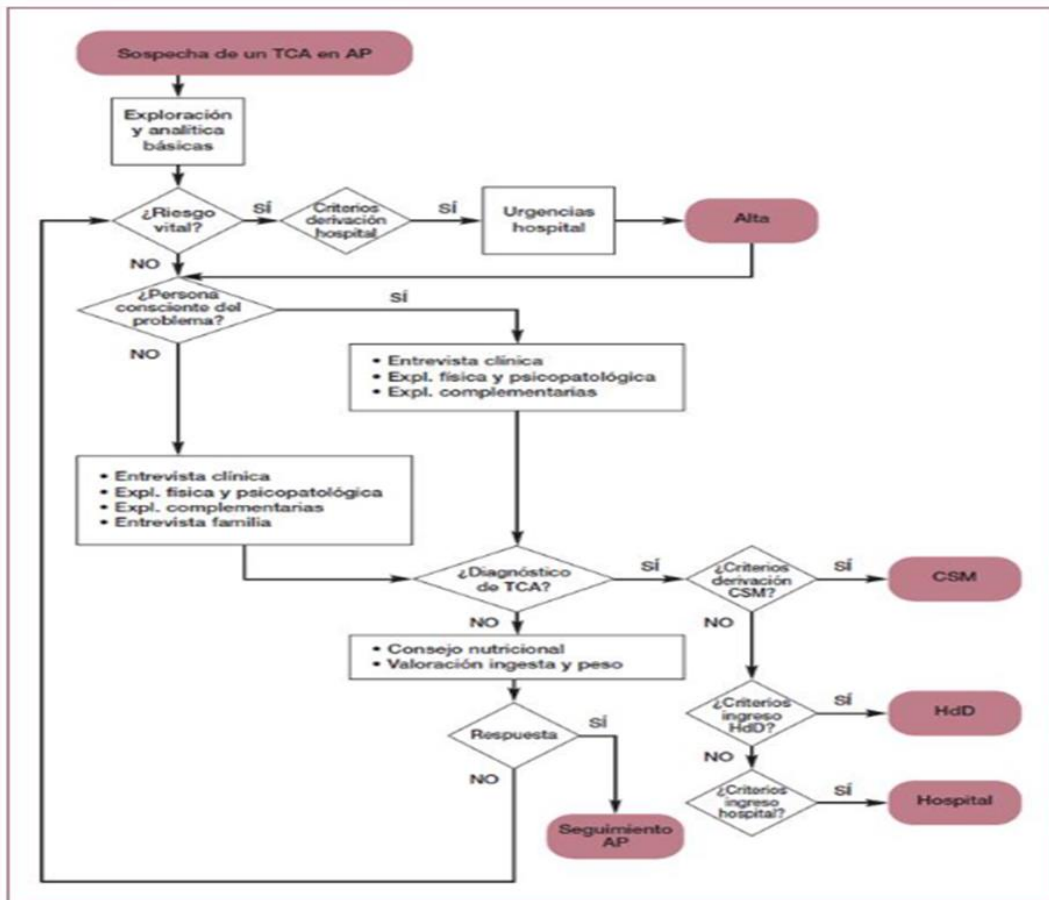 Sospecha de un TCA en AP
Exploración
y analítica
básicas
¿Riesgo
vital?
SÍ
Criterios
derivación
hospital
SÍ
Urgencias
hospital
Alta
NO
¿Persona
consciente del
problema?
SÍ
NO
• Entrevista clínica
• Expl. física y psicopatológica
• Expl. complementarias
• Entrevista clínica
• Expl. física y psicopatológica
• Expl. complementarias
• Entrevista familia
¿Diagnóstico
de TCA?
SÍ
¿Criterios
derivación
CSM?
SÍ
CSM
NO
NO
• Consejo nutricional
• Valoración ingesta y peso
¿Criterios
ingreso
HdD?
SÍ
HdD
Respuesta
SÍ
NO
NO
¿Criterios
ingreso
hospital?
SÍ
Hospital
Seguimiento
AP